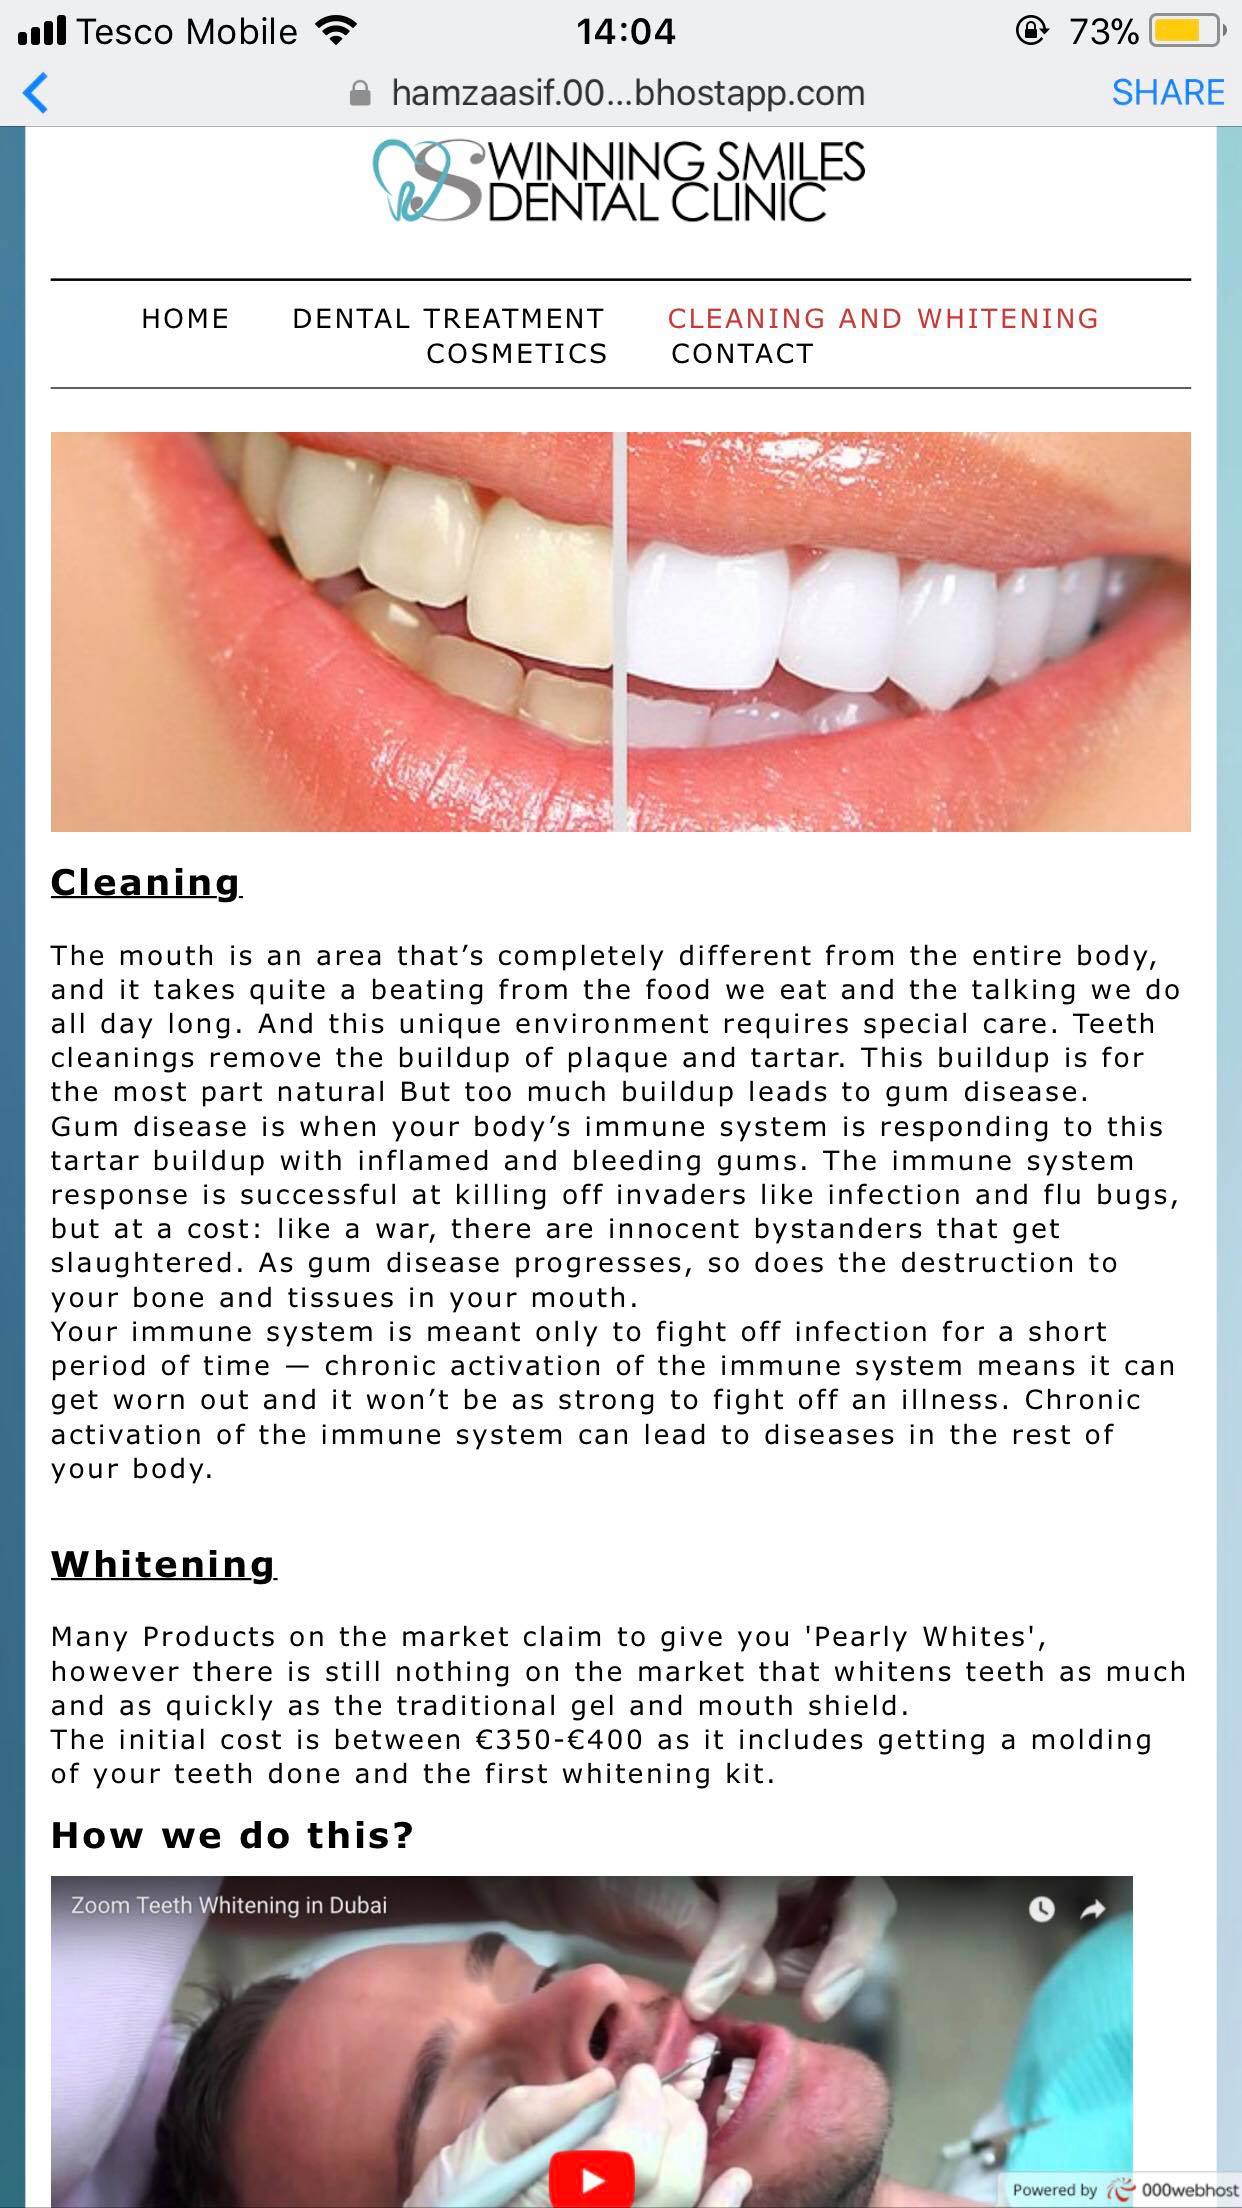 Tesco Mobile 14:04 73%
hamzaasif.00...bhostapp.com SHARE
WINNING SMILES
DENTAL CLINIC
HOME DENTAL TREATMENT CLEANING AND WHITENING
COSMETICS CONTACT
Cleaning
The mouth is an area that’s completely different from the entire body,
and it takes quite a beating from the food we eat and the talking we do
all day long. And this unique environment requires special care. Teeth
cleanings remove the buildup of plaque and tartar. This buildup is for
the most part natural But too much buildup leads to gum disease.
Gum disease is when your body’s immune system is responding to this
tartar buildup with inflamed and bleeding gums. The immune system
response is successful at killing off invaders like infection and flu bugs,
but at a cost: like a war, there are innocent bystanders that get
slaughtered. As gum disease progresses, so does the destruction to
your bone and tissues in your mouth.
Your immune system is meant only to fight off infection for a short
period of time — chronic activation of the immune system means it can
get worn out and it won’t be as strong to fight off an illness. Chronic
activation of the immune system can lead to diseases in the rest of
your body.
Whitening
Many Products on the market claim to give you 'Pearly Whites',
however there is still nothing on the market that whitens teeth as much
and as quickly as the traditional gel and mouth shield.
The initial cost is between €350-€400 as it includes getting a molding
of your teeth done and the first whitening kit.
How we do this?
Zoom Teeth Whitening in Dubai
Powered by 000webhost